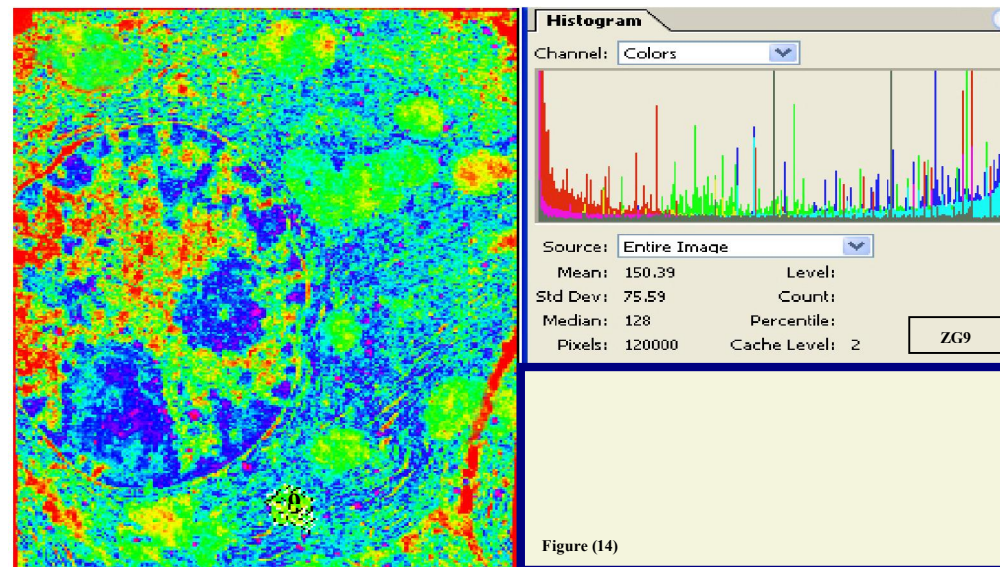 Histogram
Channel: Colors
Source: Entire Image
Mean: 150.39 Level:
Std Dev: 75.59 Count:
Median: 128 Percentile:
Pixels: 120000 Cache Level: 2
ZG9
Figure (14)